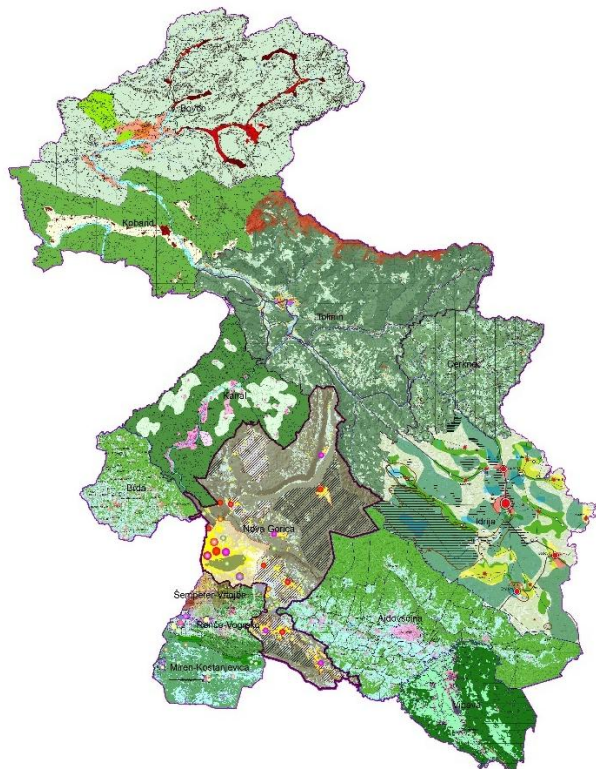 Bovec
Kobarid
Tolmin
Cerkno
Kanal
Brda
Idrija
Nova Gorica
Šempeter-Vrtojba
Ajdovščina
Renče-Vogrsko
Miren-Kostanjevica
Vipava